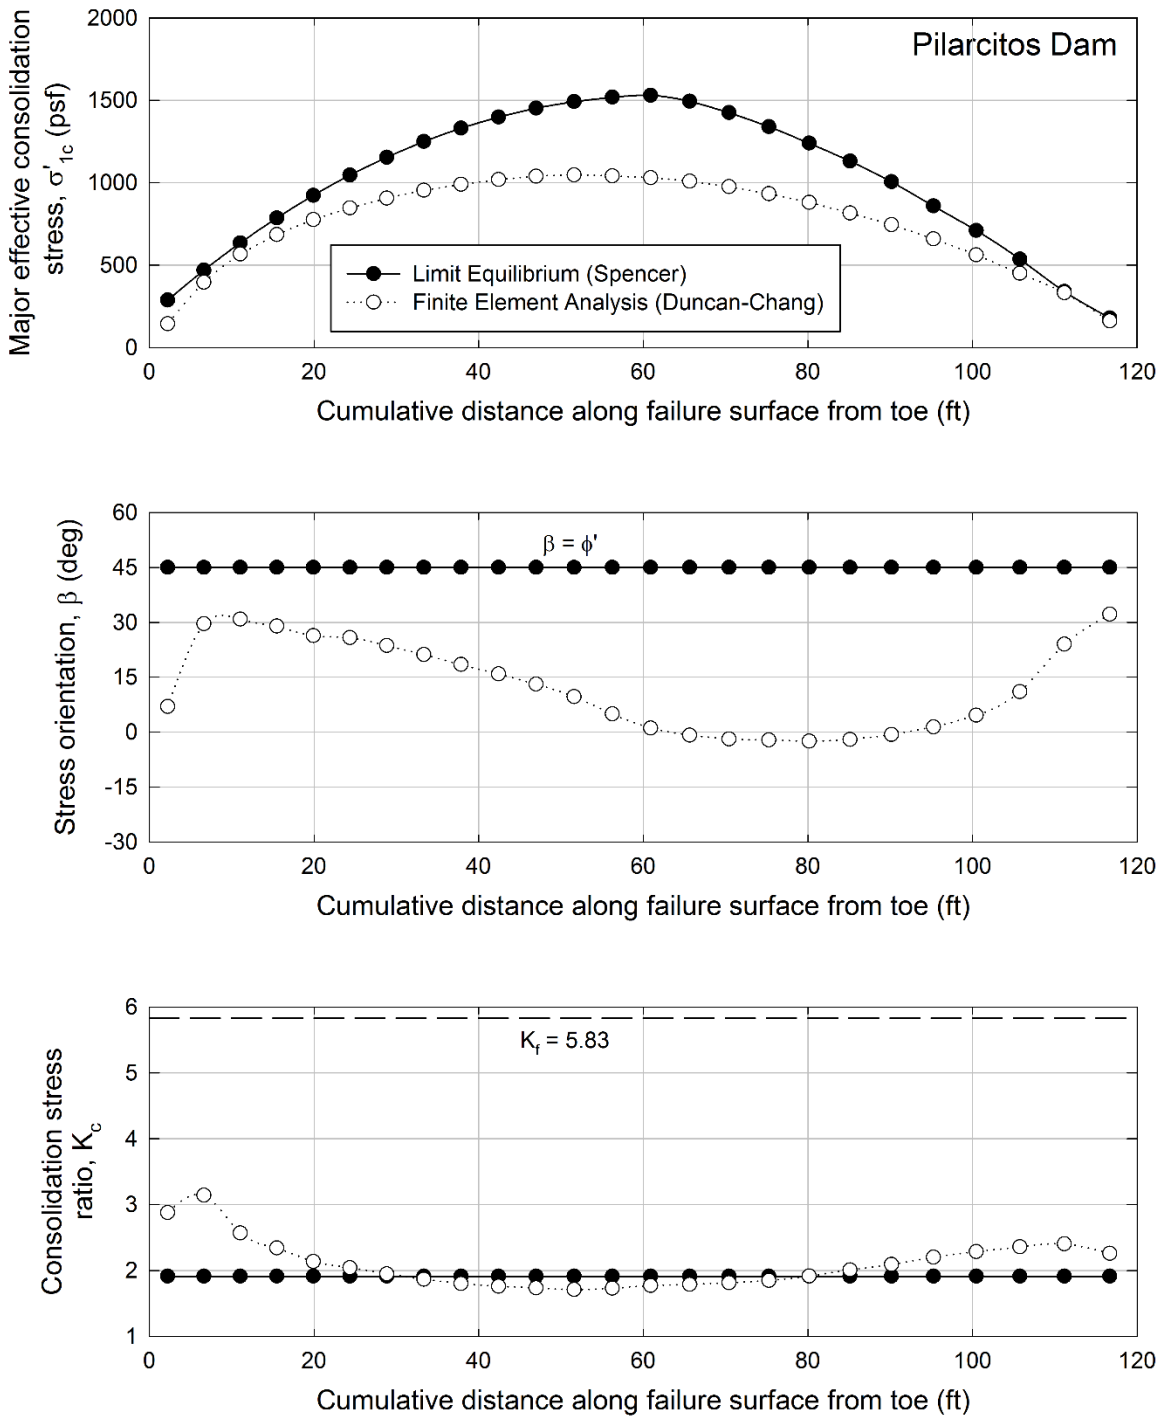 Pilarcitos Dam
Major effective consolidation
stress, σ'1c (psf)
2000
1500
1000
500
0
Limit Equilibrium (Spencer)
Finite Element Analysis (Duncan-Chang)
0 20 40 60 80 100 120
Cumulative distance along failure surface from toe (ft)
Stress orientation, β (deg)
60
45
30
15
0
-15
-30
β = ϕ'
0 20 40 60 80 100 120
Cumulative distance along failure surface from toe (ft)
Consolidation stress
ratio, Kc
6
5
4
3
2
1
Kf = 5.83
0 20 40 60 80 100 120
Cumulative distance along failure surface from toe (ft)